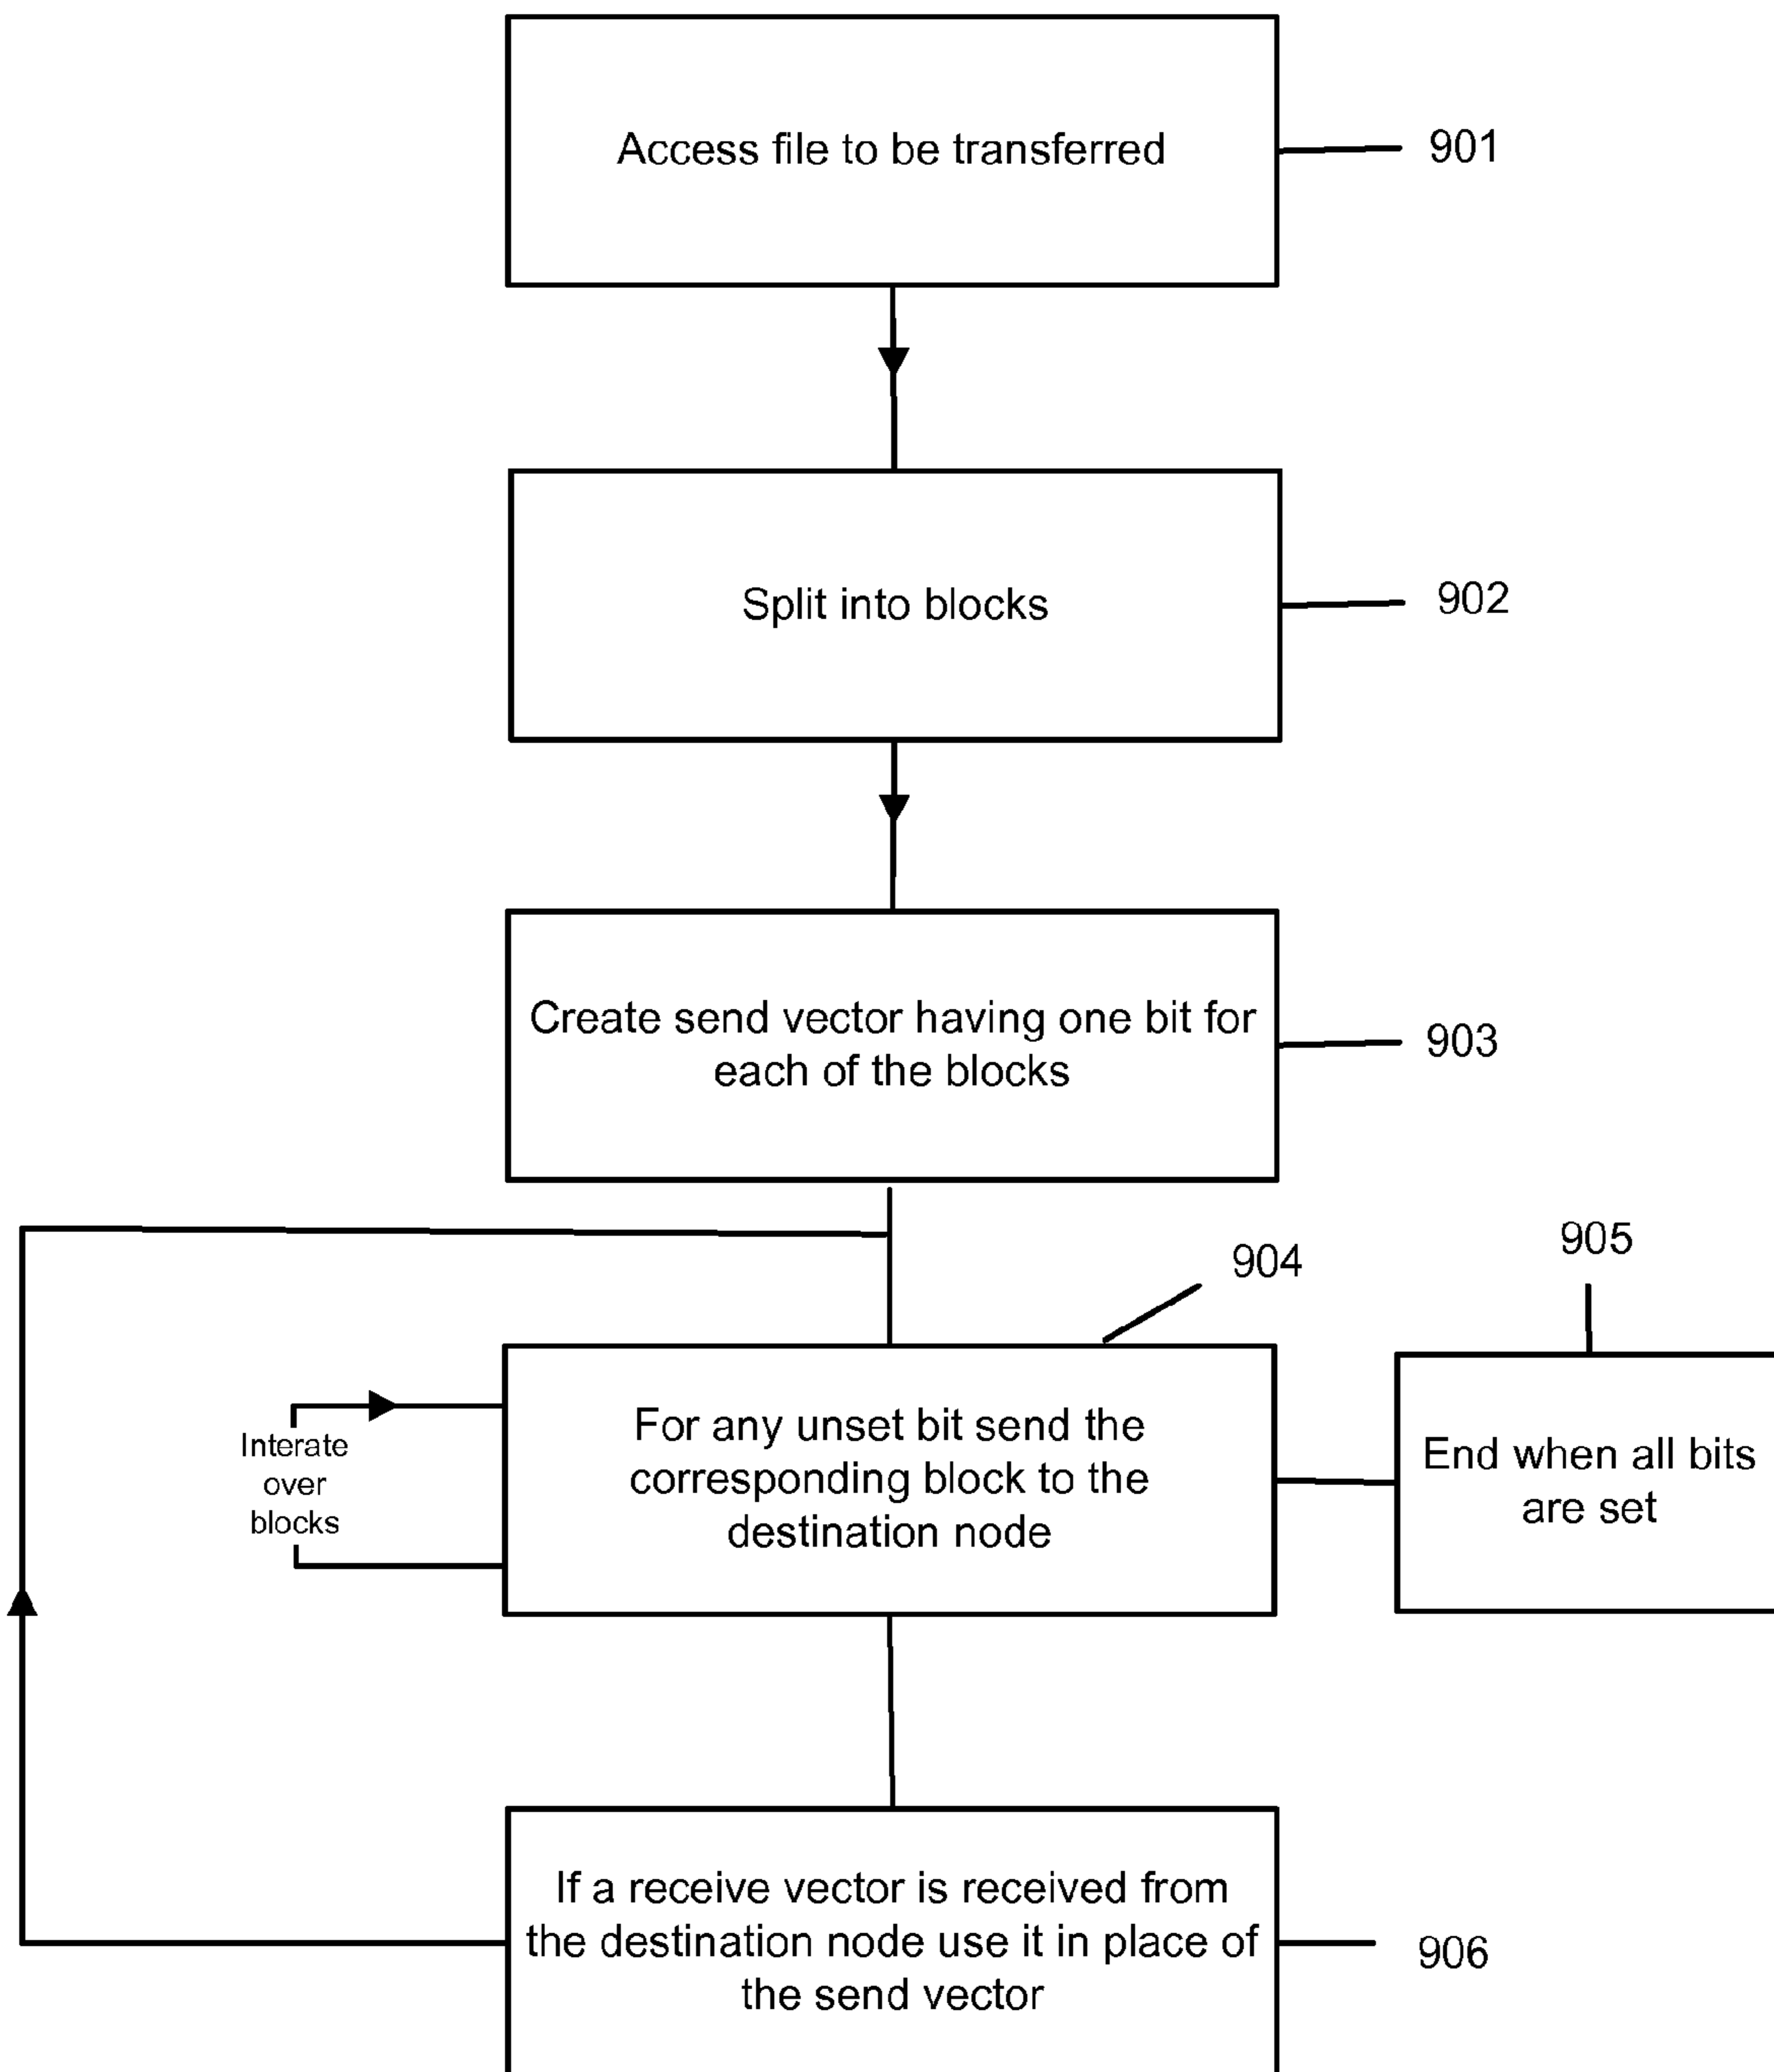 Access file to be transferred
901
Split into blocks
902
Create send vector having one bit for
each of the blocks
903
904
905
Interate
over
blocks
For any unset bit send the
corresponding block to the
destination node
End when all bits
are set
If a receive vector is received from
the destination node use it in place of
the send vector
906